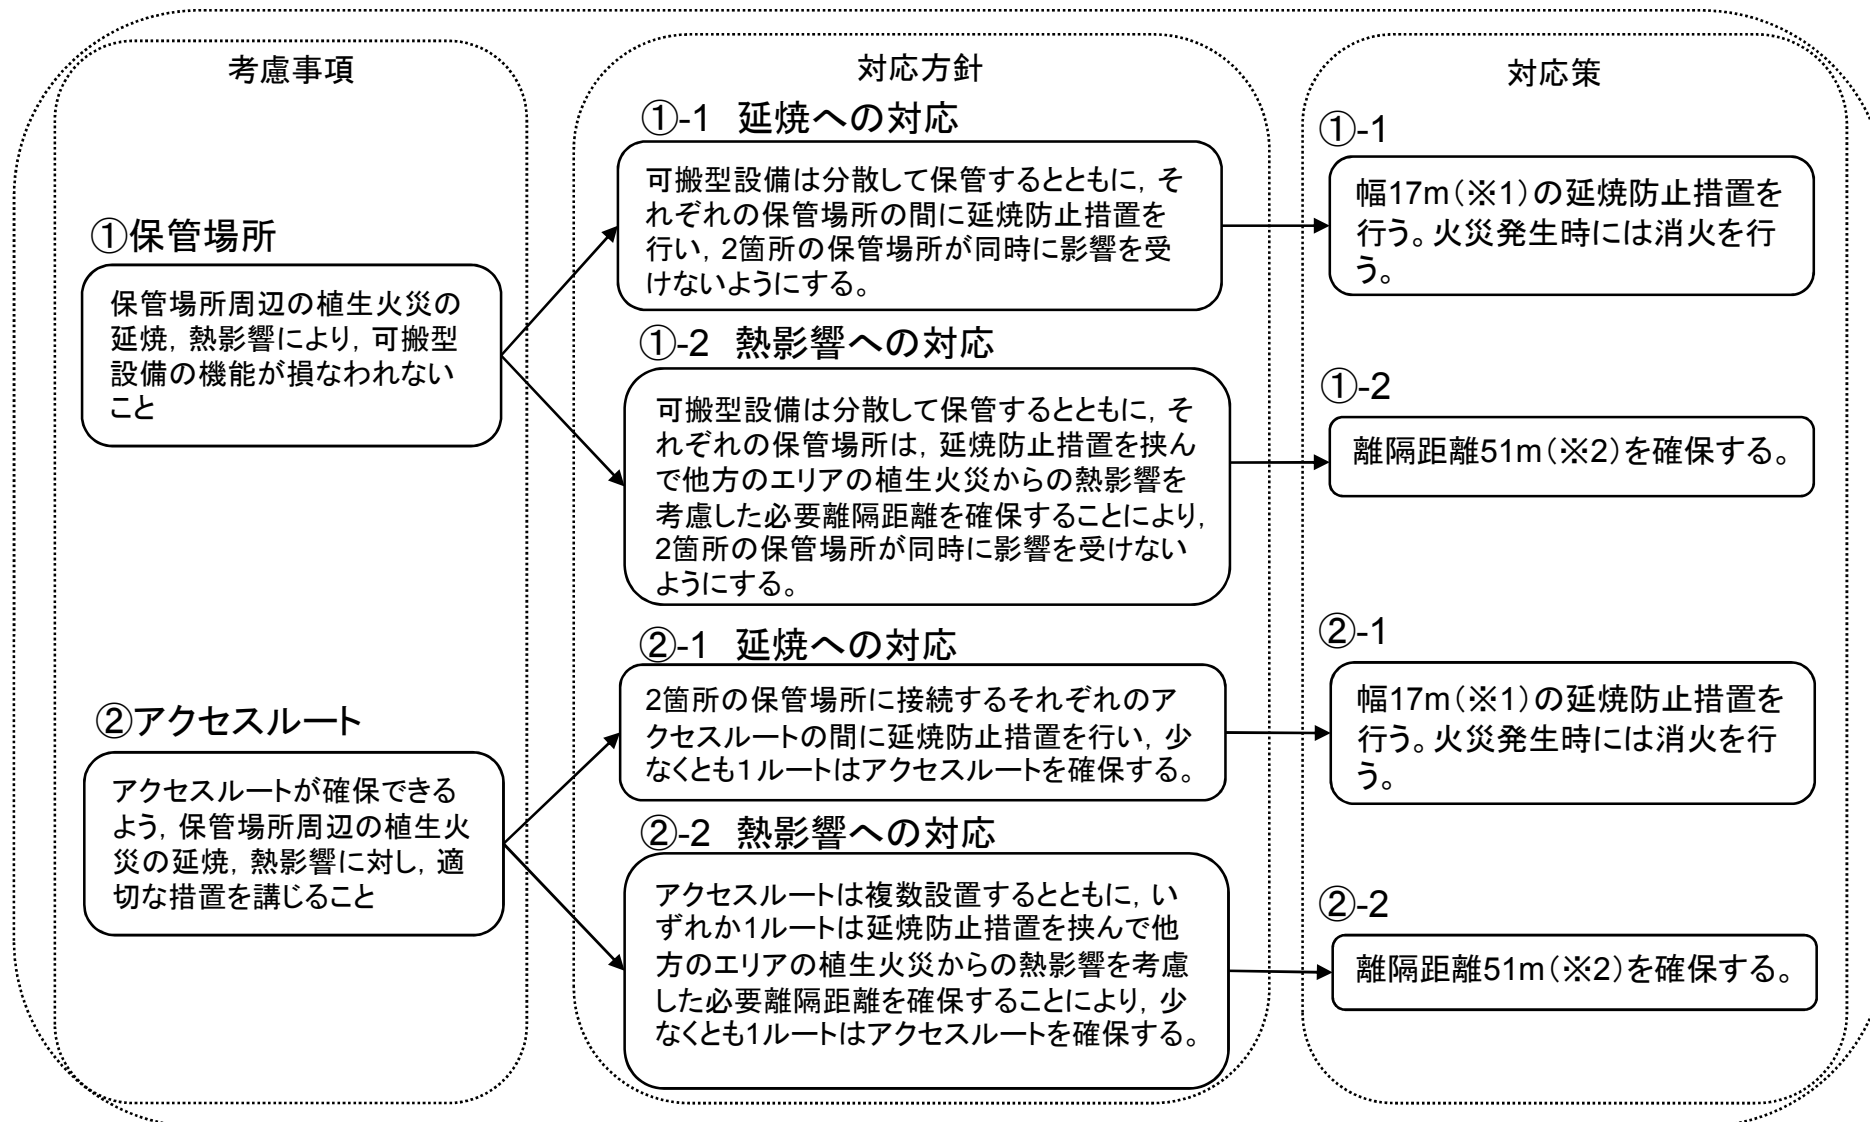 考慮事項
①保管場所
保管場所周辺の植生火災の
延焼，熱影響により，可搬型
設備の機能が損なわれない
こと
②アクセスルート
アクセスルートが確保できる
よう，保管場所周辺の植生火
災の延焼，熱影響に対し，適
切な措置を講じること
対応方針
①-1 延焼への対応
可搬型設備は分散して保管するとともに，そ
れぞれの保管場所の間に延焼防止措置を
行い，2箇所の保管場所が同時に影響を受
けないようにする。
①-2 熱影響への対応
可搬型設備は分散して保管するとともに，そ
れぞれの保管場所は，延焼防止措置を挟ん
で他方のエリアの植生火災からの熱影響を
考慮した必要離隔距離を確保することにより，
2箇所の保管場所が同時に影響を受けない
ようにする。
②-1 延焼への対応
2箇所の保管場所に接続するそれぞれのア
クセスルートの間に延焼防止措置を行い，少
なくとも1ルートはアクセスルートを確保する。
②-2 熱影響への対応
アクセスルートは複数設置するとともに，い
ずれか1ルートは延焼防止措置を挟んで他
方のエリアの植生火災からの熱影響を考慮
した必要離隔距離を確保することにより，少
なくとも1ルートはアクセスルートを確保する。
対応策
①-1
幅17m（※1）の延焼防止措置を
行う。火災発生時には消火を行
う。
①-2
離隔距離51m（※2）を確保する。
②-1
幅17m（※1）の延焼防止措置を
行う。火災発生時には消火を行
う。
②-2
離隔距離51m（※2）を確保する。